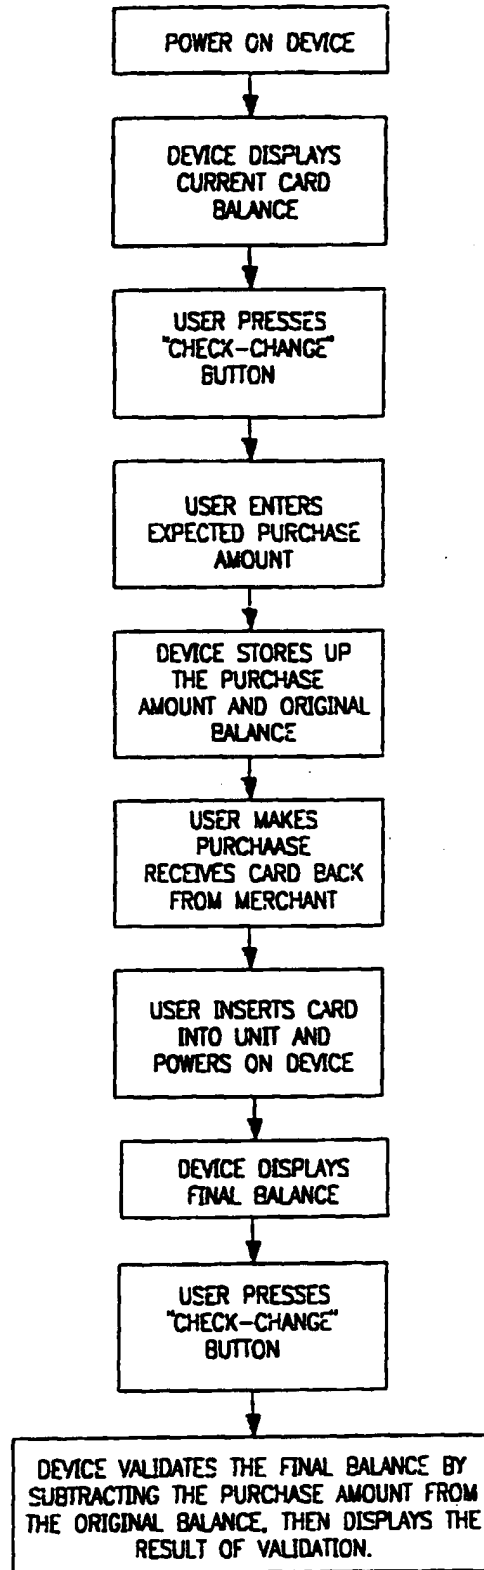 POWER ON DEVICE
DEVICE DISPLAYS
CURRENT CARD
BALANCE
USER PRESSES
"CHECK-CHANGE"
BUTTON
USER ENTERS
EXPECTED PURCHASE
AMOUNT
DEVICE STORES UP
THE PURCHASE
AMOUNT AND ORIGINAL
BALANCE
USER MAKES
PURCHAASE
RECEIVES CARD BACK
FROM MERCHANT
USER INSERTS CARD
INTO UNIT AND
POWERS ON DEVICE
DEVICE DISPLAYS
FINAL BALANCE
USER PRESSES
"CHECK-CHANGE"
BUTTON
DEVICE VALIDATES THE FINAL BALANCE BY
SUBTRACTING THE PURCHASE AMOUNT FROM
THE ORIGINAL BALANCE, THEN DISPLAYS THE
RESULT OF VALIDATION.